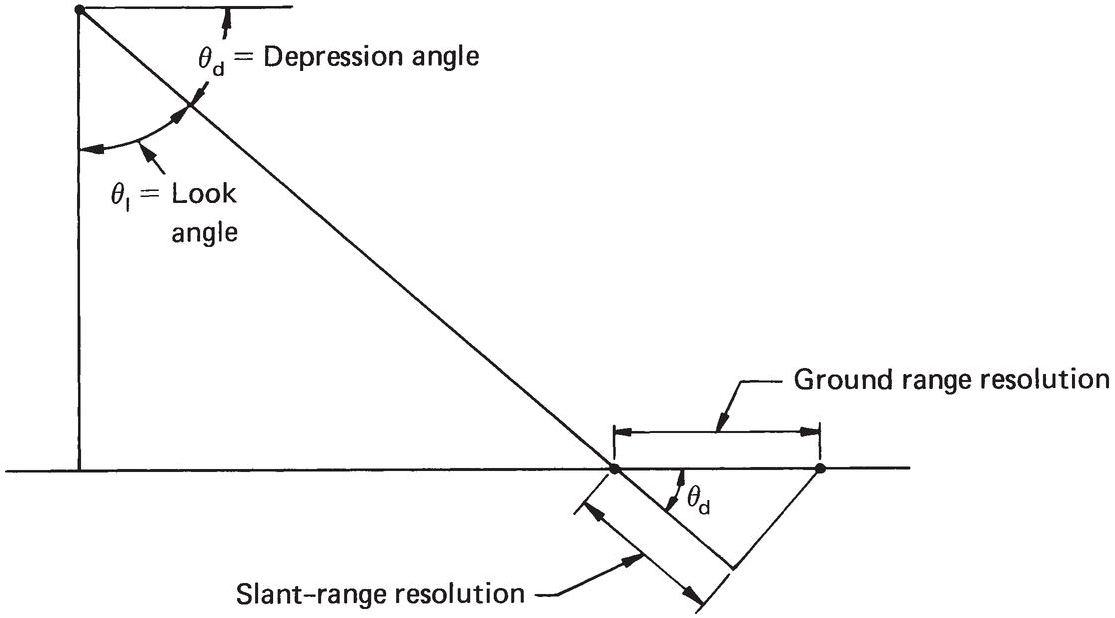 θd = Depression angle
θl = Look
angle
Ground range resolution
θd
Slant-range resolution